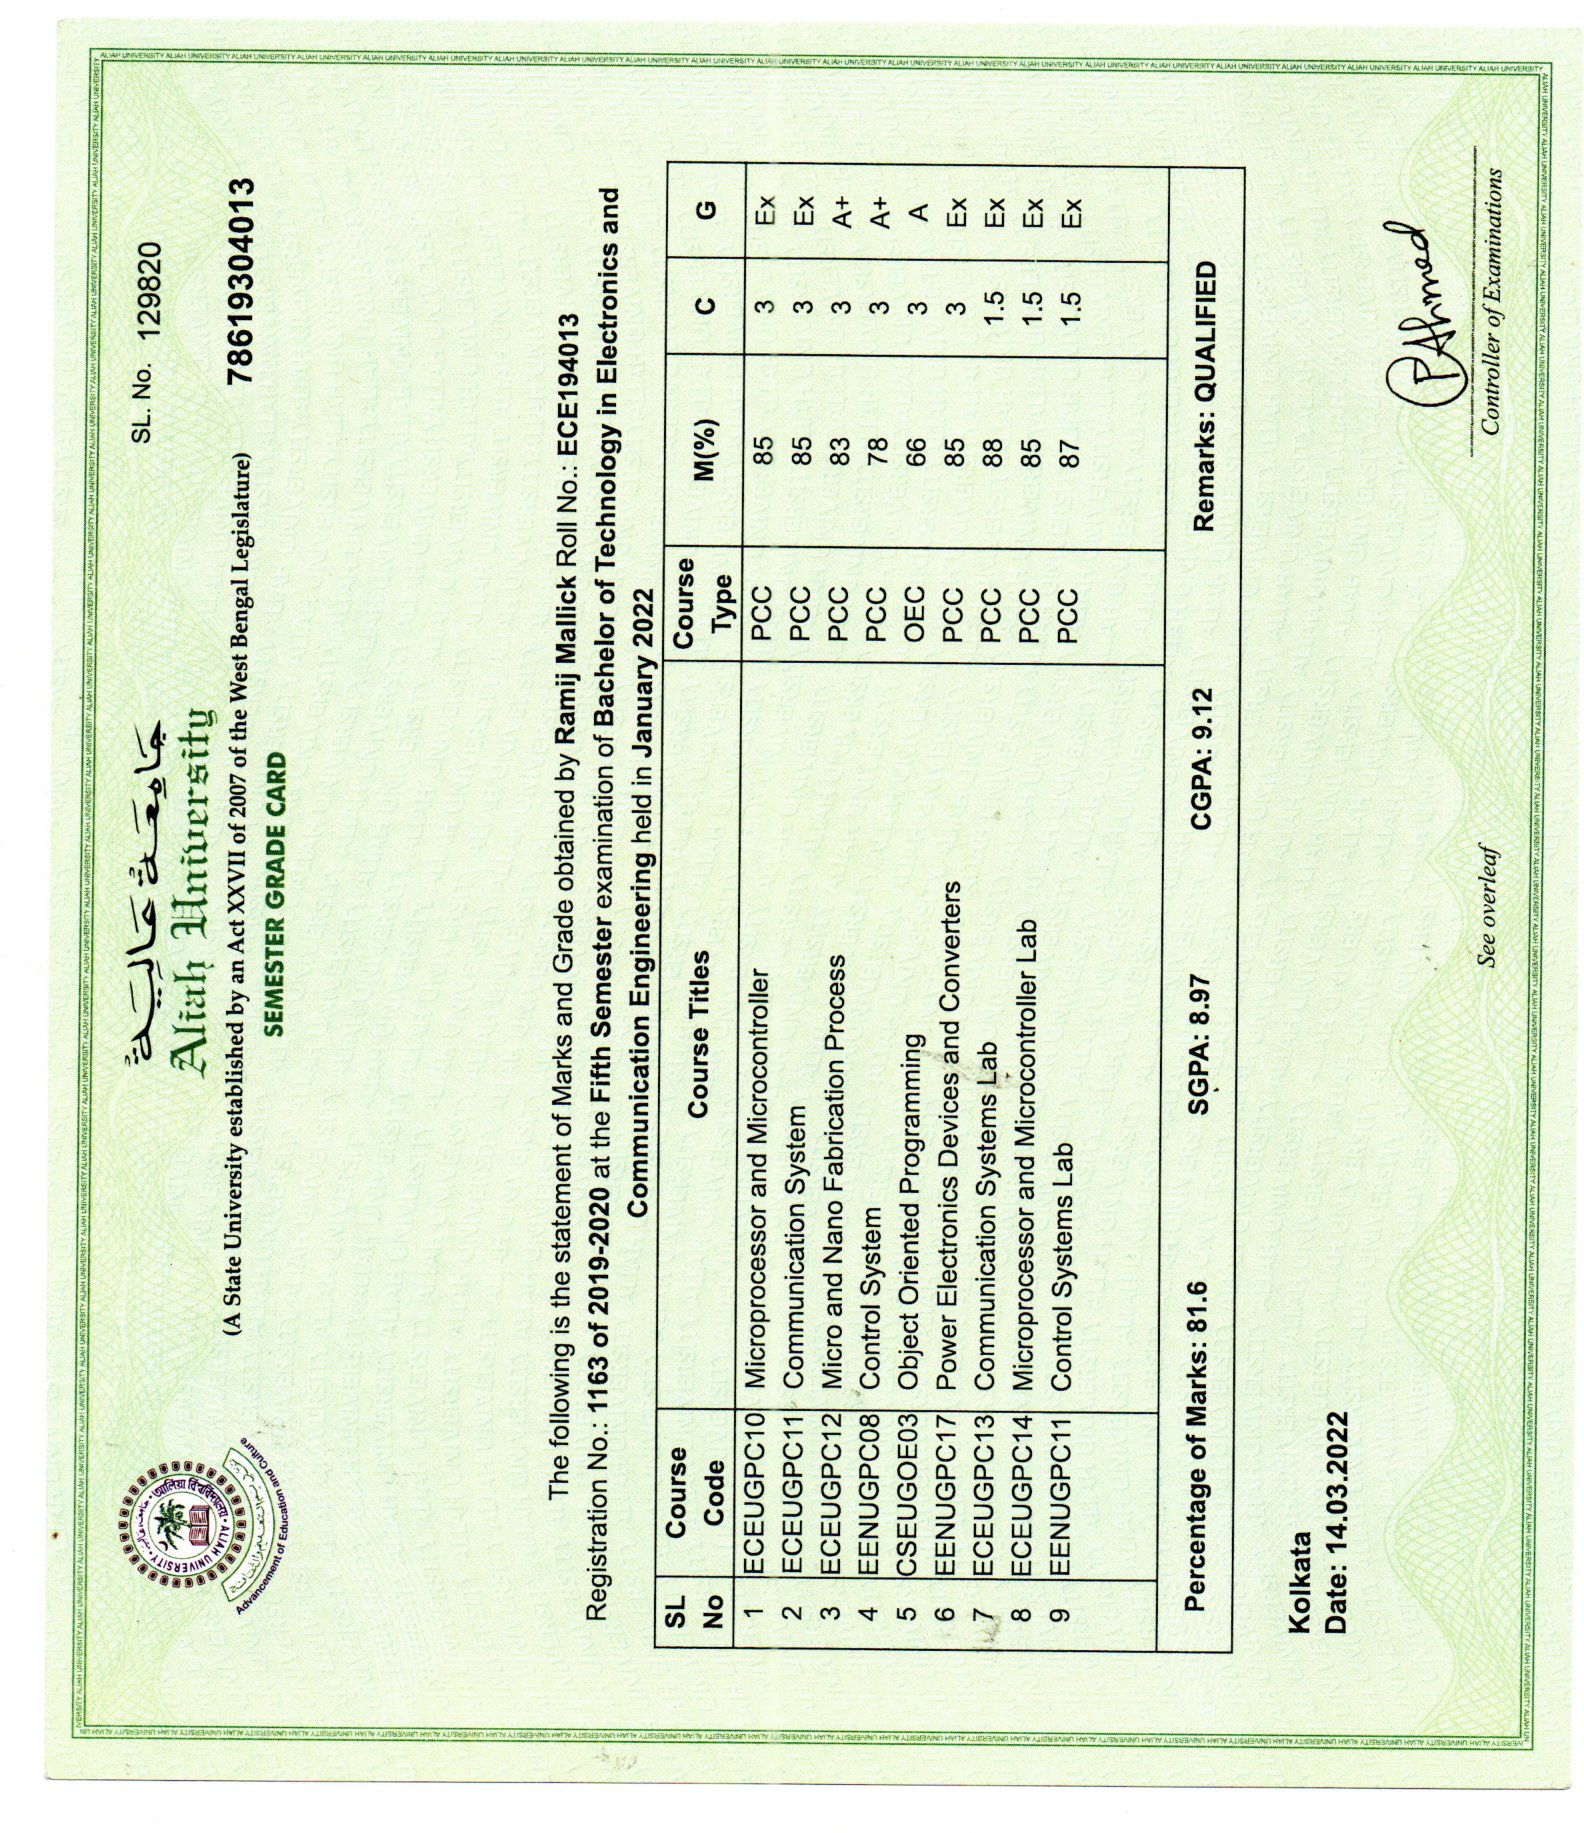 SL. No. 129820
جامعة عالية
Aliah University
(A State University established by an Act XXVII of 2007 of the West Bengal Legislature) 78619304013
SEMESTER GRADE CARD
আলিয়া বিশ্ববিদ্যালয়
ALIAH UNIVERSITY
Advancement of Education and Culture
The following is the statement of Marks and Grade obtained by Ramij Mallick Roll No.: ECE194013
Registration No.: 1163 of 2019-2020 at the Fifth Semester examination of Bachelor of Technology in Electronics and
Communication Engineering held in January 2022
SL No Course Code Course Titles Course Type M(%) C G
1 ECEUGPC10 Microprocessor and Microcontroller PCC 85 3 Ex
2 ECEUGPC11 Communication System PCC 85 3 Ex
3 ECEUGPC12 Micro and Nano Fabrication Process PCC 83 3 A+
4 EENUGPC08 Control System PCC 78 3 A+
5 CSEUGOE03 Object Oriented Programming OEC 66 3 A
6 EENUGPC17 Power Electronics Devices and Converters PCC 85 3 Ex
7 ECEUGPC13 Communication Systems Lab PCC 88 1.5 Ex
8 ECEUGPC14 Microprocessor and Microcontroller Lab PCC 85 1.5 Ex
9 EENUGPC11 Control Systems Lab PCC 87 1.5 Ex
Percentage of Marks: 81.6 SGPA: 8.97 CGPA: 9.12 Remarks: QUALIFIED
Kolkata
Date: 14.03.2022
PAhmed
Controller of Examinations
See overleaf